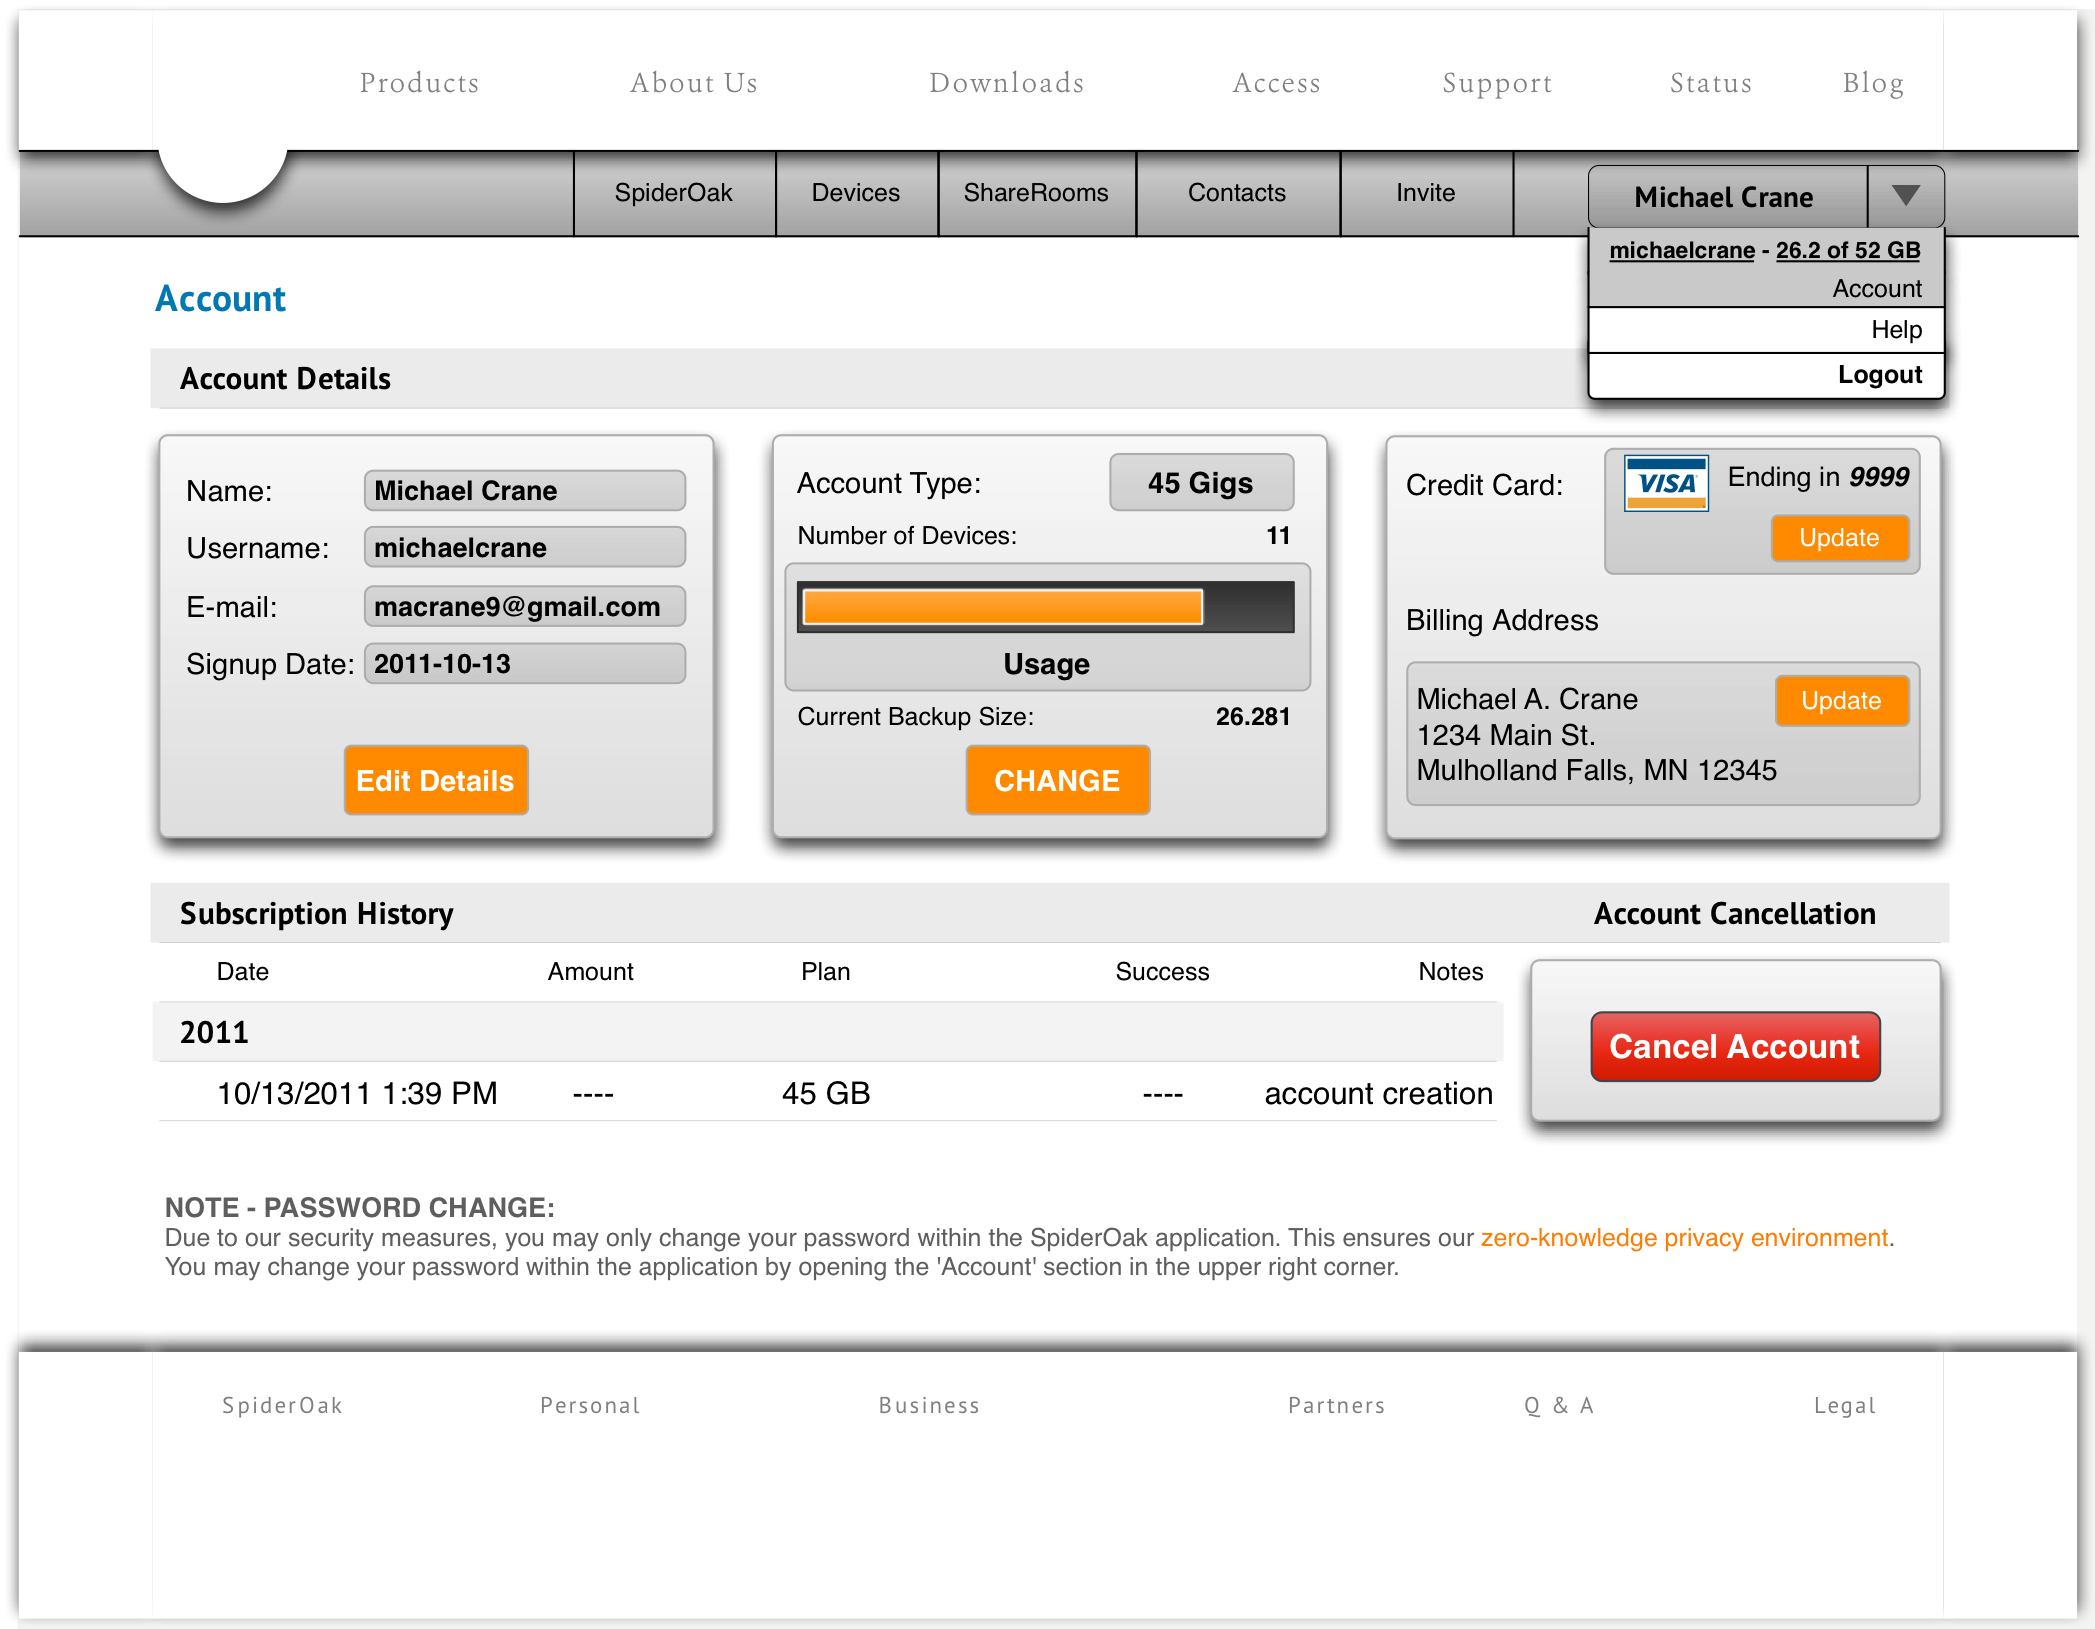 Products About Us Downloads Access Support Status Blog
SpiderOak Devices ShareRooms Contacts Invite Michael Crane
michaelcrane - 26.2 of 52 GB
Account
Help
Logout
Account
Account Details
Name: Michael Crane
Username: michaelcrane
E-mail: macrane9@gmail.com
Signup Date: 2011-10-13
Edit Details
Account Type: 45 Gigs
Number of Devices: 11
Usage
Current Backup Size: 26.281
CHANGE
Credit Card: VISA Ending in 9999
Update
Billing Address
Michael A. Crane
1234 Main St.
Mulholland Falls, MN 12345
Update
Subscription History
Date Amount Plan Success Notes
2011
10/13/2011 1:39 PM ---- 45 GB ---- account creation
Account Cancellation
Cancel Account
NOTE - PASSWORD CHANGE:
Due to our security measures, you may only change your password within the SpiderOak application. This ensures our zero-knowledge privacy environment.
You may change your password within the application by opening the 'Account' section in the upper right corner.
SpiderOak Personal Business Partners Q & A Legal